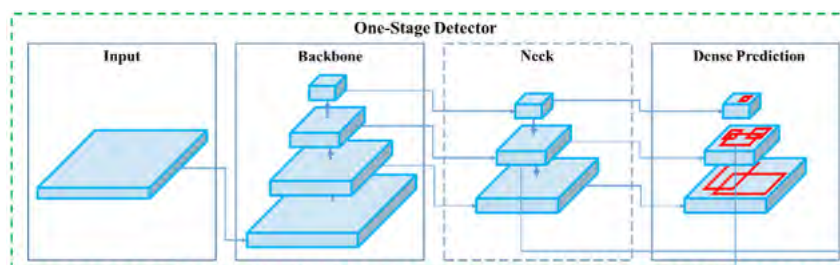 One-Stage Detector
Input
Backbone
Neck
Dense Prediction